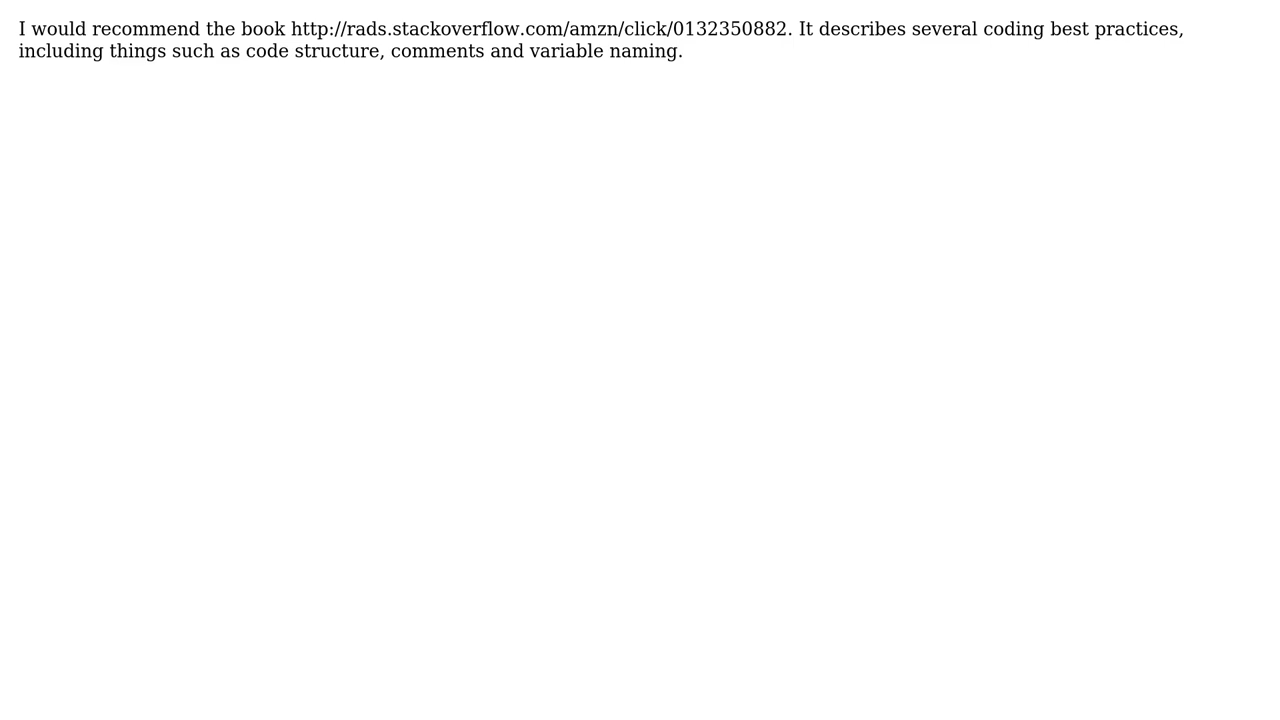 I would recommend the book http://rads.stackoverflow.com/amzn/click/0132350882. It describes several coding best practices,
including things such as code structure, comments and variable naming.